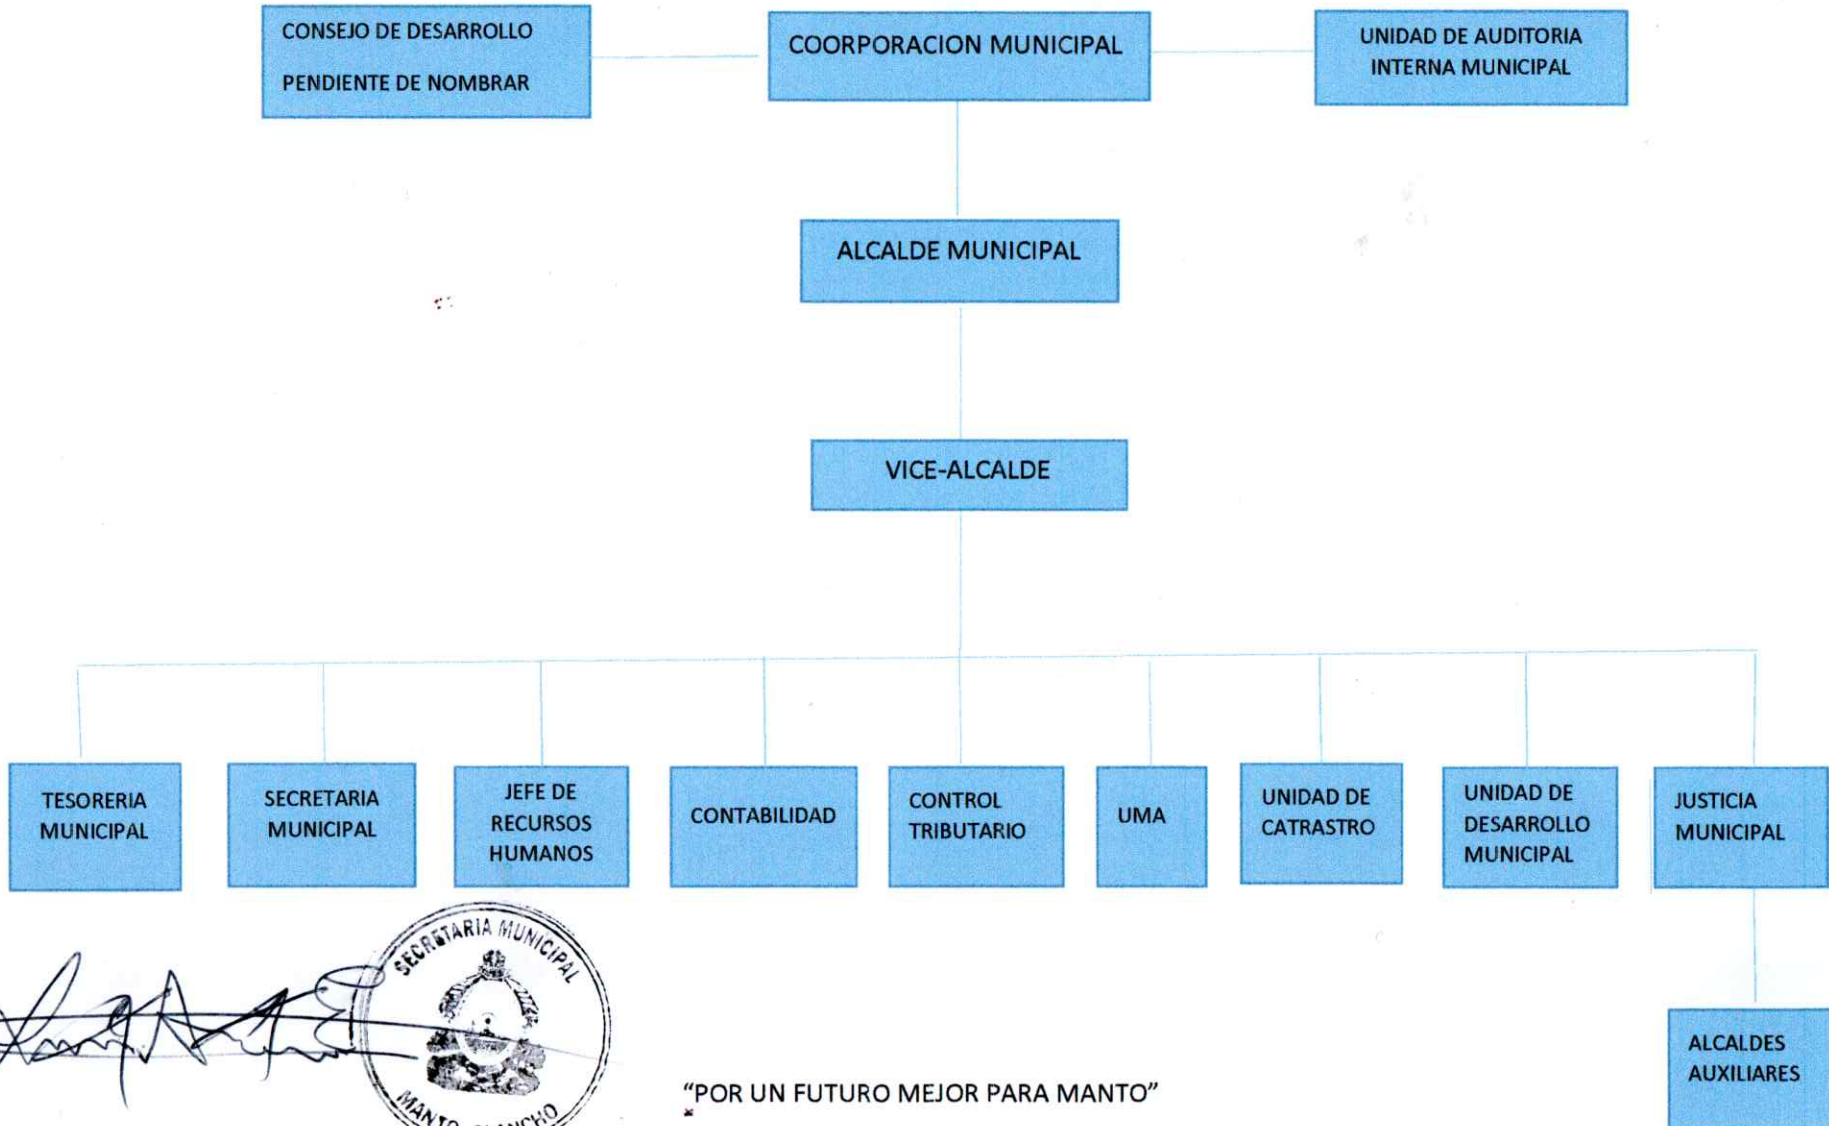 CONSEJO DE DESARROLLO
PENDIENTE DE NOMBRAR
COORPORACION MUNICIPAL
UNIDAD DE AUDITORIA
INTERNA MUNICIPAL
ALCALDE MUNICIPAL
VICE-ALCALDE
TESORERIA
MUNICIPAL
SECRETARIA
MUNICIPAL
JEFE DE
RECURSOS
HUMANOS
CONTABILIDAD
CONTROL
TRIBUTARIO
UMA
UNIDAD DE
CATRASTRO
UNIDAD DE
DESARROLLO
MUNICIPAL
JUSTICIA
MUNICIPAL
ALCALDES
AUXILIARES
SECRETARIA MUNICIPAL
MANTO OLANCHO
"POR UN FUTURO MEJOR PARA MANTO"